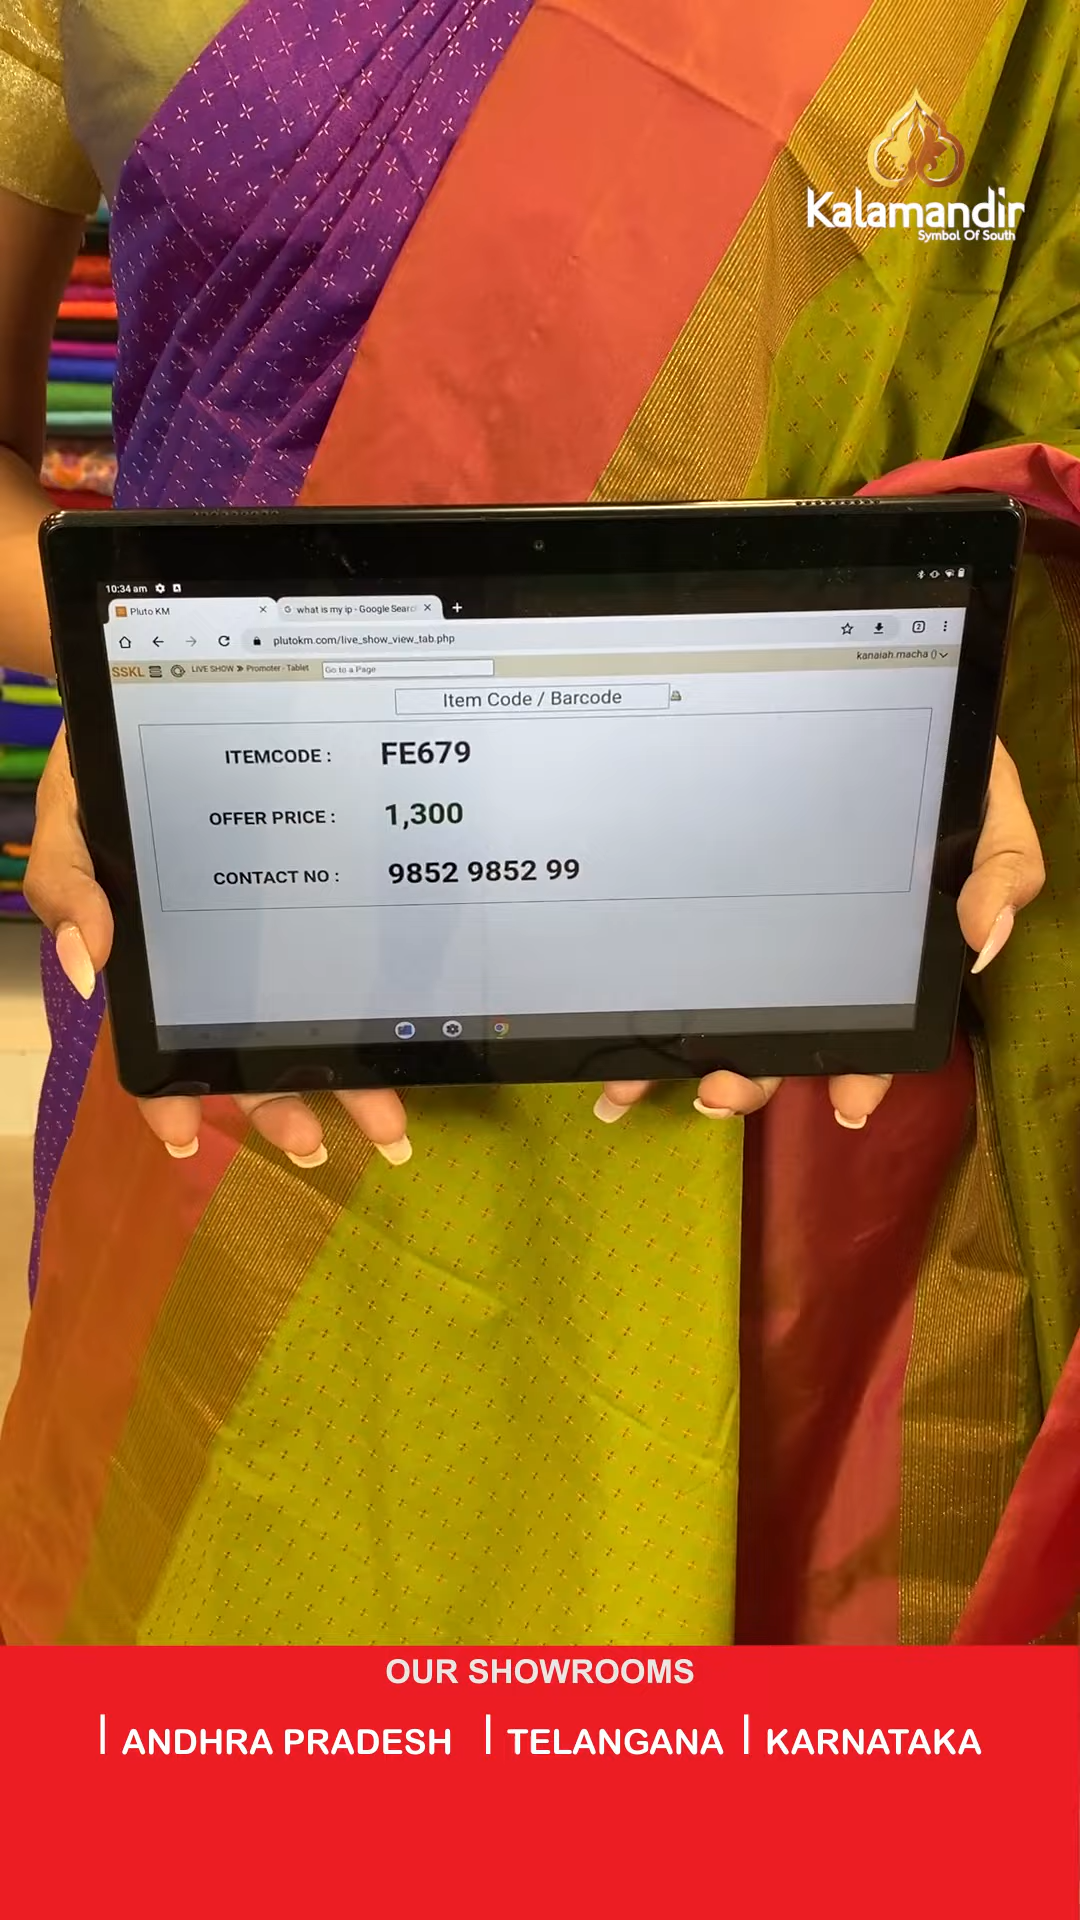 Kalamandir
Symbol Of South
10:34 am
Pluto KM
what is my ip - Google Searc
plutokm.com/live_show_view_tab.php
2
SSKL
LIVE SHOW >> Promoter - Tablet
Go to a Page
kanaiah.macha ()
Item Code / Barcode
ITEMCODE : FE679
OFFER PRICE : 1,300
CONTACT NO : 9852 9852 99
OUR SHOWROOMS
| ANDHRA PRADESH | TELANGANA | KARNATAKA